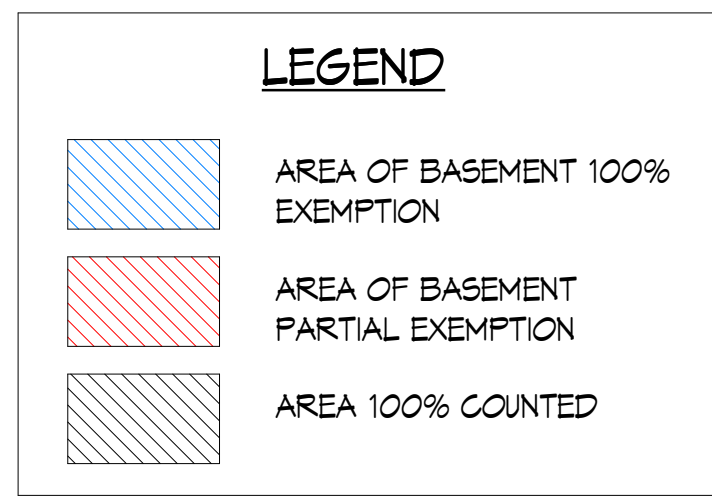 LEGEND
AREA OF BASEMENT 100%
EXEMPTION
AREA OF BASEMENT
PARTIAL EXEMPTION
AREA 100% COUNTED